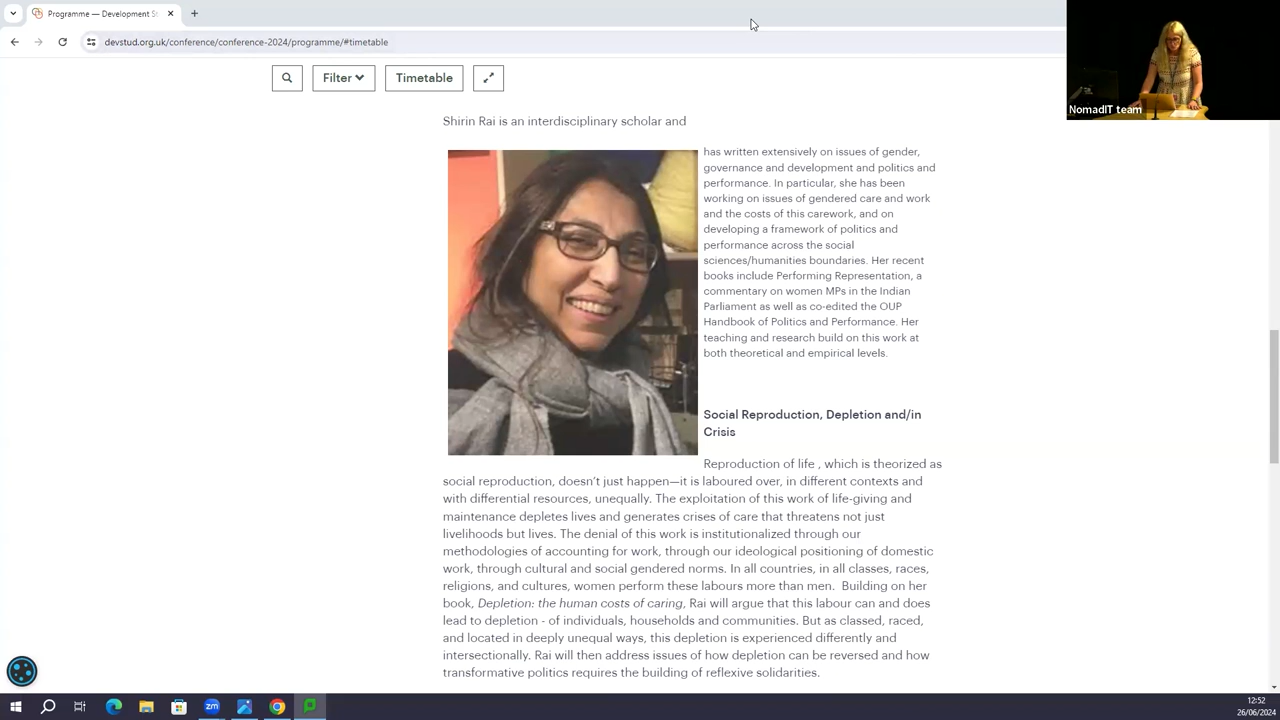 Programme — Development St
devstud.org.uk/conference/conference-2024/programme/#timetable
NomadIT team
Filter
Timetable
Shirin Rai is an interdisciplinary scholar and
has written extensively on issues of gender,
governance and development and politics and
performance. In particular, she has been
working on issues of gendered care and work
and the costs of this carework, and on
developing a framework of politics and
performance across the social
sciences/humanities boundaries. Her recent
books include Performing Representation, a
commentary on women MPs in the Indian
Parliament as well as co-edited the OUP
Handbook of Politics and Performance. Her
teaching and research build on this work at
both theoretical and empirical levels.
Social Reproduction, Depletion and/in
Crisis
Reproduction of life , which is theorized as
social reproduction, doesn’t just happen—it is laboured over, in different contexts and
with differential resources, unequally. The exploitation of this work of life-giving and
maintenance depletes lives and generates crises of care that threatens not just
livelihoods but lives. The denial of this work is institutionalized through our
methodologies of accounting for work, through our ideological positioning of domestic
work, through cultural and social gendered norms. In all countries, in all classes, races,
religions, and cultures, women perform these labours more than men.  Building on her
book, Depletion: the human costs of caring, Rai will argue that this labour can and does
lead to depletion - of individuals, households and communities. But as classed, raced,
and located in deeply unequal ways, this depletion is experienced differently and
intersectionally. Rai will then address issues of how depletion can be reversed and how
transformative politics requires the building of reflexive solidarities.
zm
12:52
26/06/2024